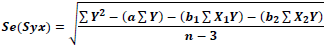 Se(Syx) = √((∑Y² − (a∑Y) − (b₁∑X₁Y) − (b₂∑X₂Y)) / (n − 3))